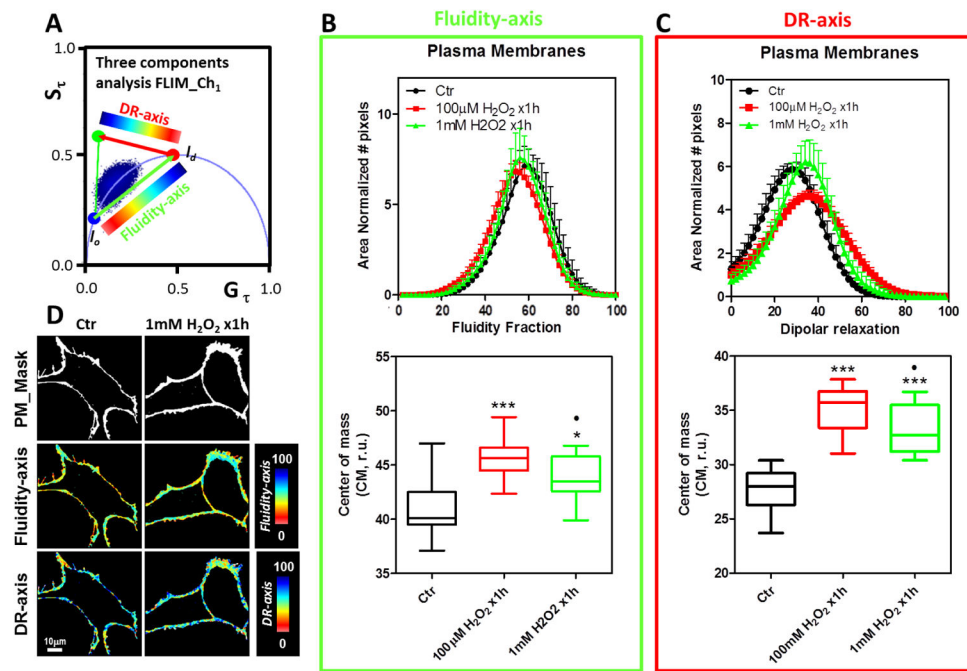 A
1.0
Sτ
0.5
0.0
0.0
0.5
Gτ
1.0
Three components
analysis FLIM_Ch₁
DR-axis
Id
Fluidity-axis
Io
Fluidity-axis
B
Plasma Membranes
Ctr
100μM H₂O₂ x1h
1mM H2O2 x1h
Area Normalized # pixels
10
5
0
0
20
40
60
80
100
Fluidity Fraction
Center of mass
(CM, r.u.)
55
50
45
40
35
***
*
Ctr
100μM H₂O₂ x1h
1mM H2O2 x1h
DR-axis
C
Plasma Membranes
Ctr
100μM H₂O₂ x1h
1mM H₂O₂ x1h
Area Normalized # pixels
10
8
6
4
2
0
0
20
40
60
80
100
Dipolar relaxation
Center of mass
(CM, r.u.)
40
35
30
25
20
***
***
Ctr
100mM H₂O₂ x1h
1mM H₂O₂ x1h
D
Ctr
1mM H₂O₂ x1h
PM_Mask
Fluidity-axis
100
Fluidity-axis
0
DR-axis
10μm
100
DR-axis
0